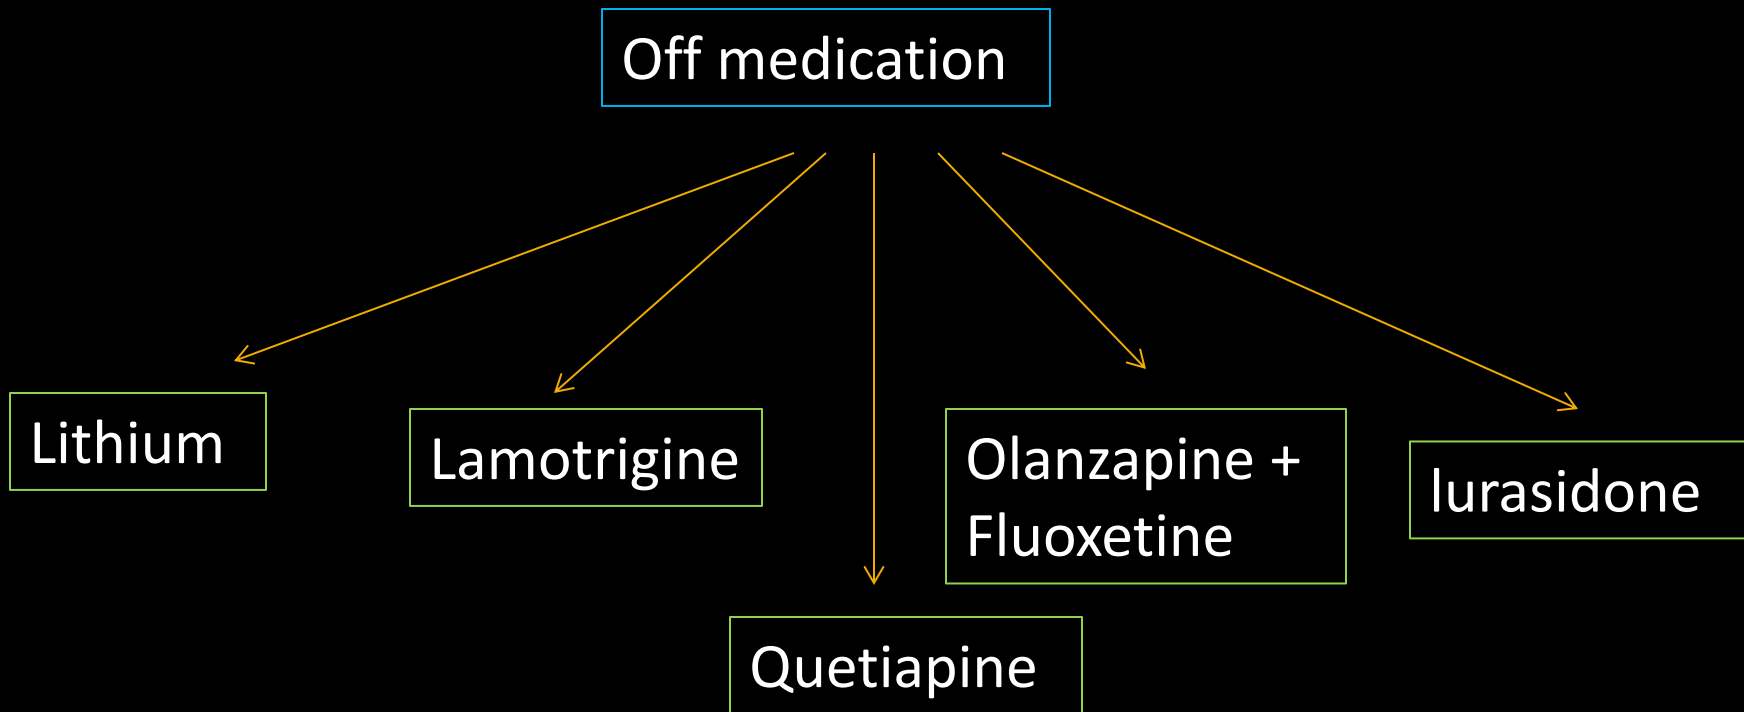 Off medication
Lithium
Lamotrigine
Olanzapine +
Fluoxetine
lurasidone
Quetiapine